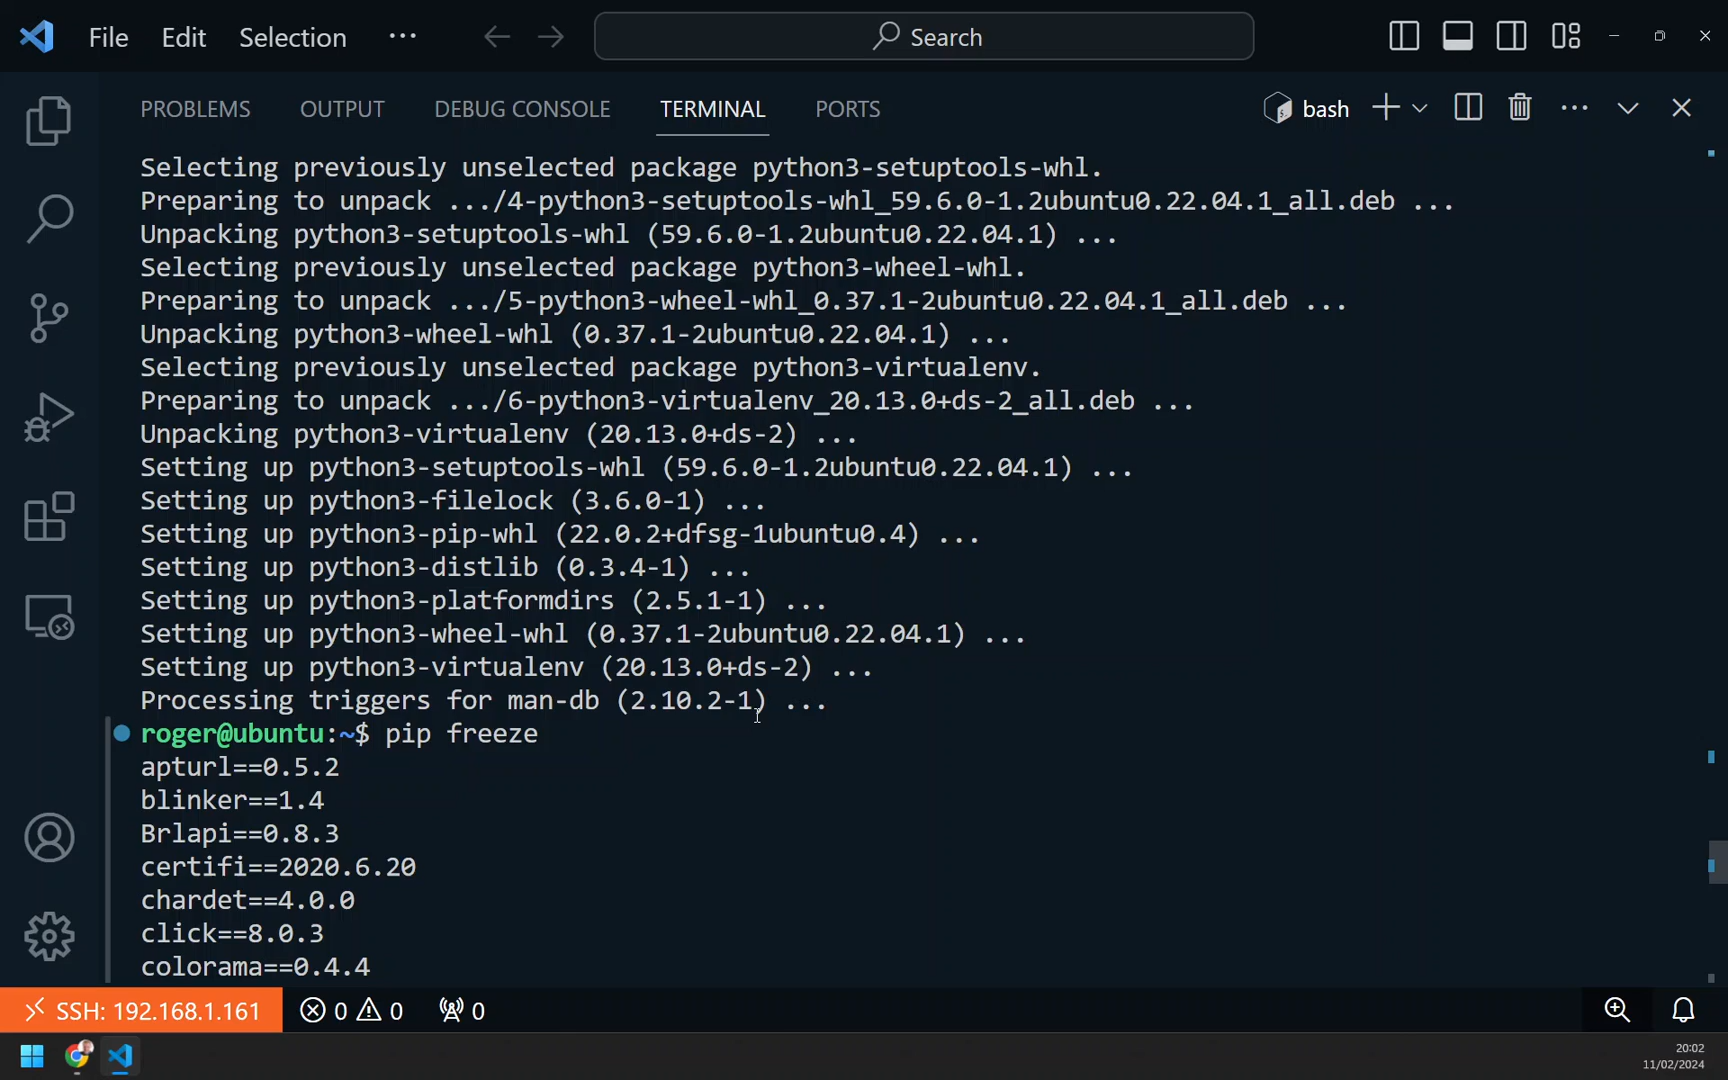 File Edit Selection ··· Search
PROBLEMS OUTPUT DEBUG CONSOLE TERMINAL PORTS bash
Selecting previously unselected package python3-setuptools-whl.
Preparing to unpack .../4-python3-setuptools-whl_59.6.0-1.2ubuntu0.22.04.1_all.deb ...
Unpacking python3-setuptools-whl (59.6.0-1.2ubuntu0.22.04.1) ...
Selecting previously unselected package python3-wheel-whl.
Preparing to unpack .../5-python3-wheel-whl_0.37.1-2ubuntu0.22.04.1_all.deb ...
Unpacking python3-wheel-whl (0.37.1-2ubuntu0.22.04.1) ...
Selecting previously unselected package python3-virtualenv.
Preparing to unpack .../6-python3-virtualenv_20.13.0+ds-2_all.deb ...
Unpacking python3-virtualenv (20.13.0+ds-2) ...
Setting up python3-setuptools-whl (59.6.0-1.2ubuntu0.22.04.1) ...
Setting up python3-filelock (3.6.0-1) ...
Setting up python3-pip-whl (22.0.2+dfsg-1ubuntu0.4) ...
Setting up python3-distlib (0.3.4-1) ...
Setting up python3-platformdirs (2.5.1-1) ...
Setting up python3-wheel-whl (0.37.1-2ubuntu0.22.04.1) ...
Setting up python3-virtualenv (20.13.0+ds-2) ...
Processing triggers for man-db (2.10.2-1) ...
roger@ubuntu:~$ pip freeze
apturl==0.5.2
blinker==1.4
Brlapi==0.8.3
certifi==2020.6.20
chardet==4.0.0
click==8.0.3
colorama==0.4.4
SSH: 192.168.1.161 0 0 0
20:02
11/02/2024